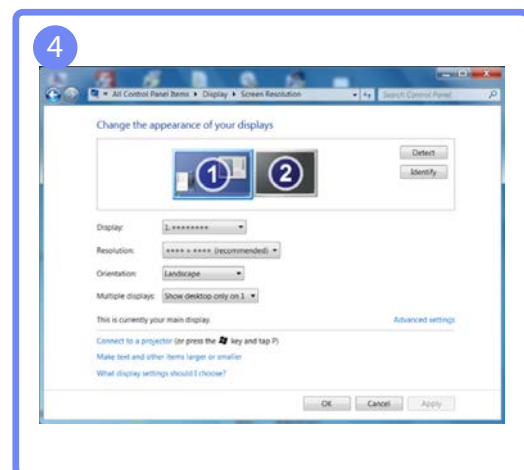 4
All Control Panel Items ▸ Display ▸ Screen Resolution
Search Control Panel
Change the appearance of your displays
1 2
Detect
Identify
Display: 1. ********
Resolution: **** × **** (recommended)
Orientation: Landscape
Multiple displays: Show desktop only on 1
This is currently your main display. Advanced settings
Connect to a projector (or press the key and tap P)
Make text and other items larger or smaller
What display settings should I choose?
OK Cancel Apply